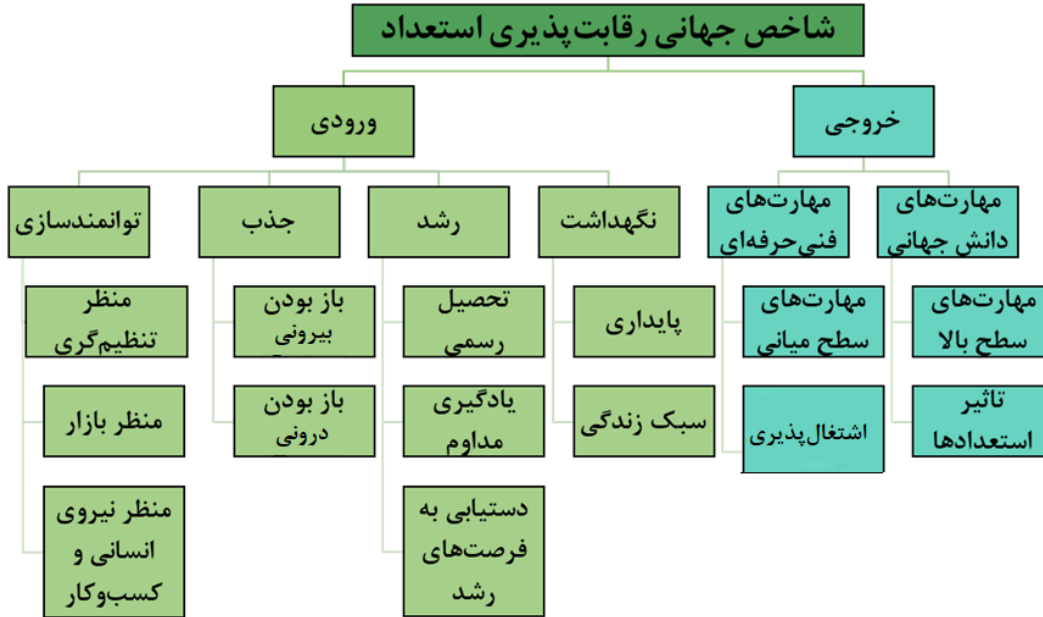 شاخص جهانی رقابت‌پذیری استعداد
خروجی
ورودی
مهارت‌های
دانش جهانی
مهارت‌های
فنی‌حرفه‌ای
نگهداشت
رشد
جذب
توانمندسازی
مهارت‌های
سطح بالا
مهارت‌های
سطح میانی
پایداری
تحصیل
رسمی
باز بودن
بیرونی
منظر
تنظیم‌گری
تاثیر
استعدادها
اشتغال‌پذیری
سبک زندگی
یادگیری
مداوم
باز بودن
درونی
منظر بازار
دستیابی به
فرصت‌های
رشد
منظر نیروی
انسانی و
کسب‌وکار